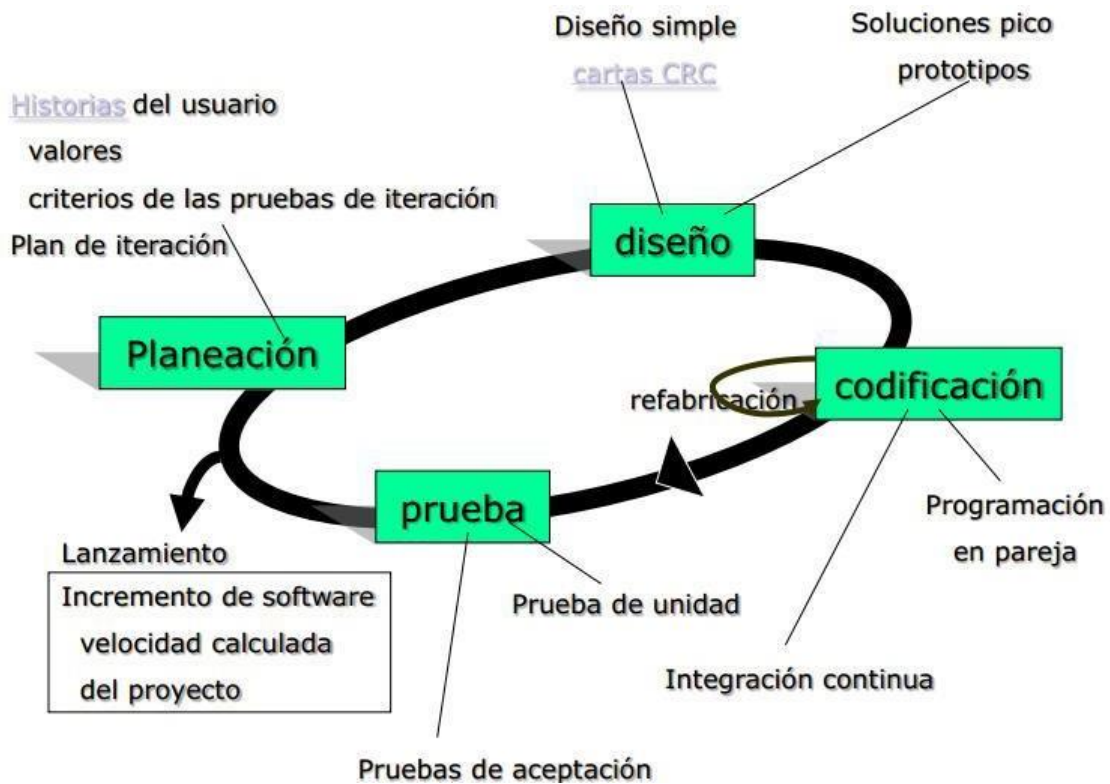 Diseño simple
cartas CRC
Soluciones pico
prototipos
Historias del usuario
valores
criterios de las pruebas de iteración
Plan de iteración
diseño
Planeación
codificación
refabricación
prueba
Programación
en pareja
Lanzamiento
Incremento de software
velocidad calculada
del proyecto
Prueba de unidad
Integración continua
Pruebas de aceptación